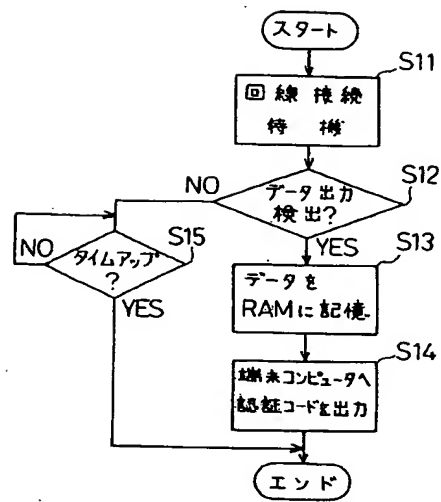 スタート
S11
回線接続
待機
S12
NO
データ出力
検出?
YES
S15
NO
タイムアップ
?
YES
S13
データを
RAMに記憶
S14
端末コンピュータへ
認証コードを出力
エンド